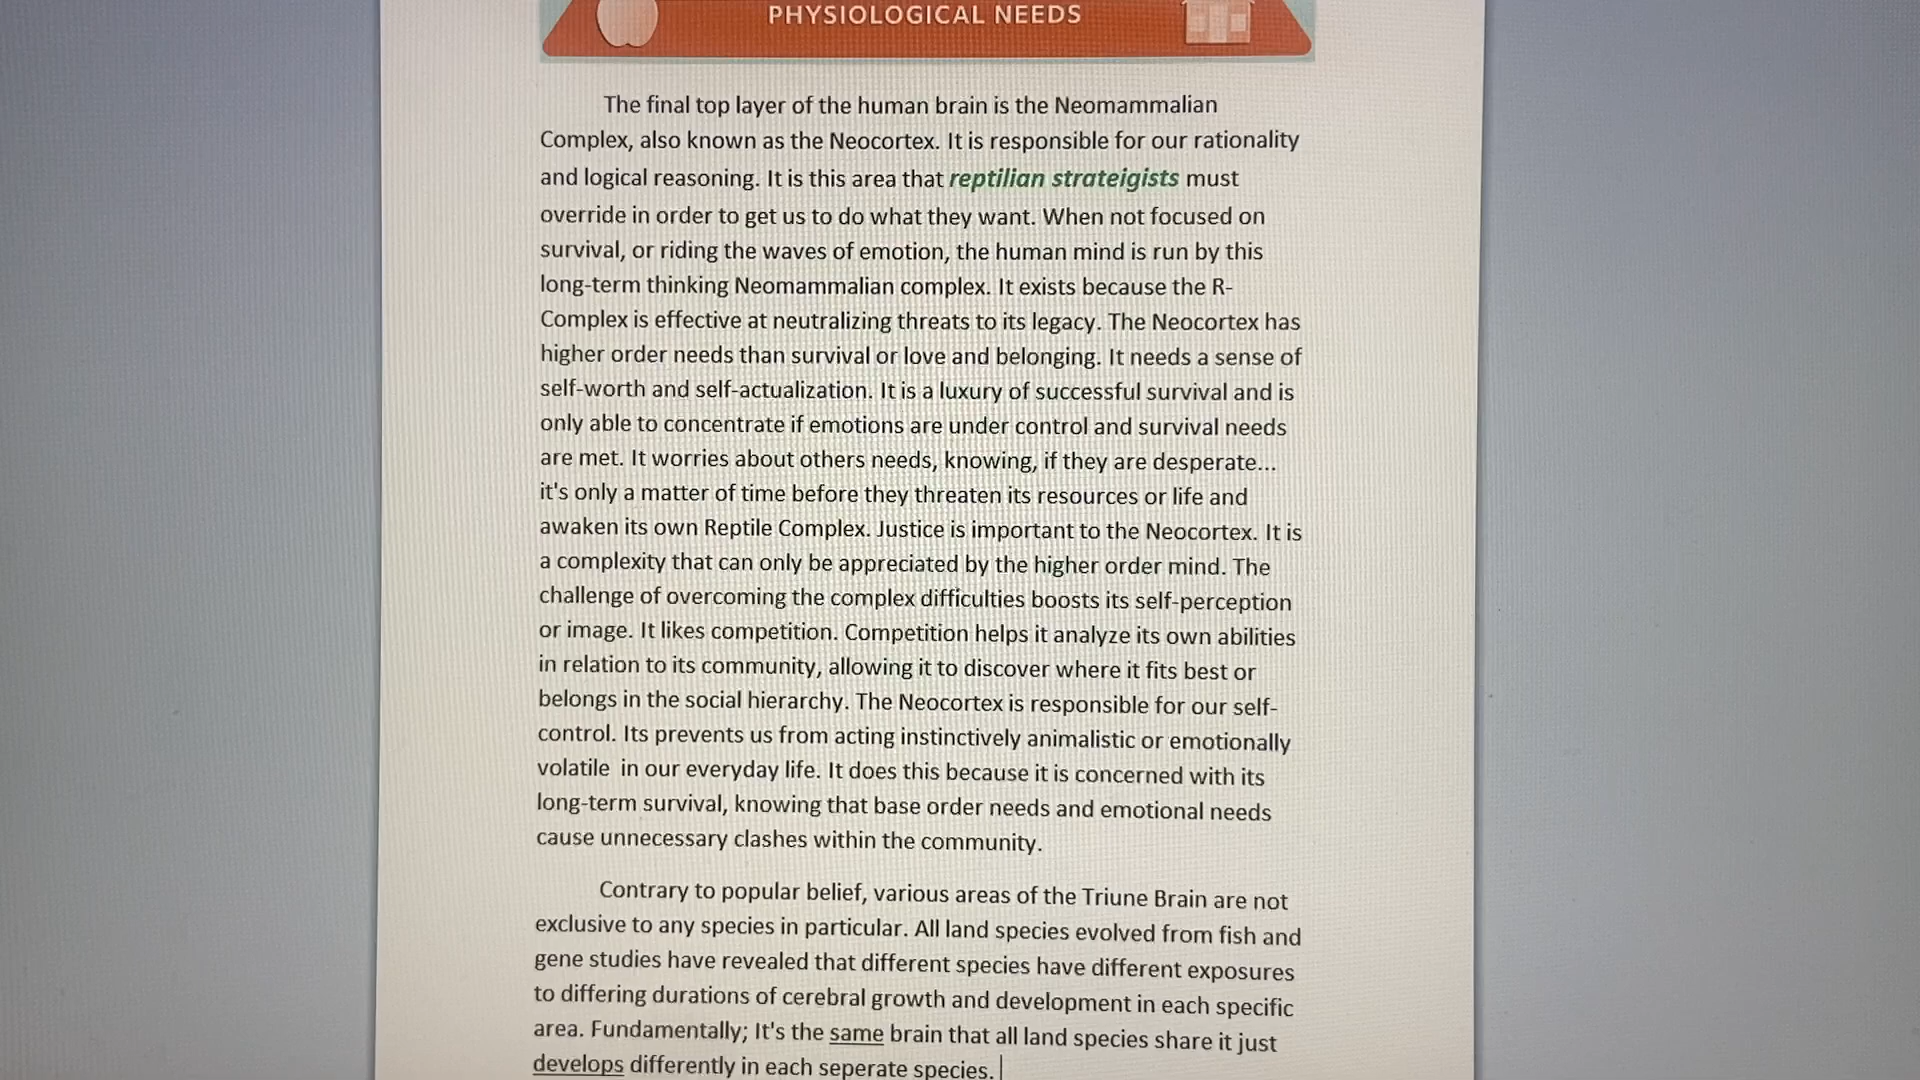 PHYSIOLOGICAL NEEDS
The final top layer of the human brain is the Neomammalian
Complex, also known as the Neocortex. It is responsible for our rationality
and logical reasoning. It is this area that reptilian strateigists must
override in order to get us to do what they want. When not focused on
survival, or riding the waves of emotion, the human mind is run by this
long-term thinking Neomammalian complex. It exists because the R-
Complex is effective at neutralizing threats to its legacy. The Neocortex has
higher order needs than survival or love and belonging. It needs a sense of
self-worth and self-actualization. It is a luxury of successful survival and is
only able to concentrate if emotions are under control and survival needs
are met. It worries about others needs, knowing, if they are desperate...
it's only a matter of time before they threaten its resources or life and
awaken its own Reptile Complex. Justice is important to the Neocortex. It is
a complexity that can only be appreciated by the higher order mind. The
challenge of overcoming the complex difficulties boosts its self-perception
or image. It likes competition. Competition helps it analyze its own abilities
in relation to its community, allowing it to discover where it fits best or
belongs in the social hierarchy. The Neocortex is responsible for our self-
control. Its prevents us from acting instinctively animalistic or emotionally
volatile in our everyday life. It does this because it is concerned with its
long-term survival, knowing that base order needs and emotional needs
cause unnecessary clashes within the community.
Contrary to popular belief, various areas of the Triune Brain are not
exclusive to any species in particular. All land species evolved from fish and
gene studies have revealed that different species have different exposures
to differing durations of cerebral growth and development in each specific
area. Fundamentally; It's the same brain that all land species share it just
develops differently in each seperate species.